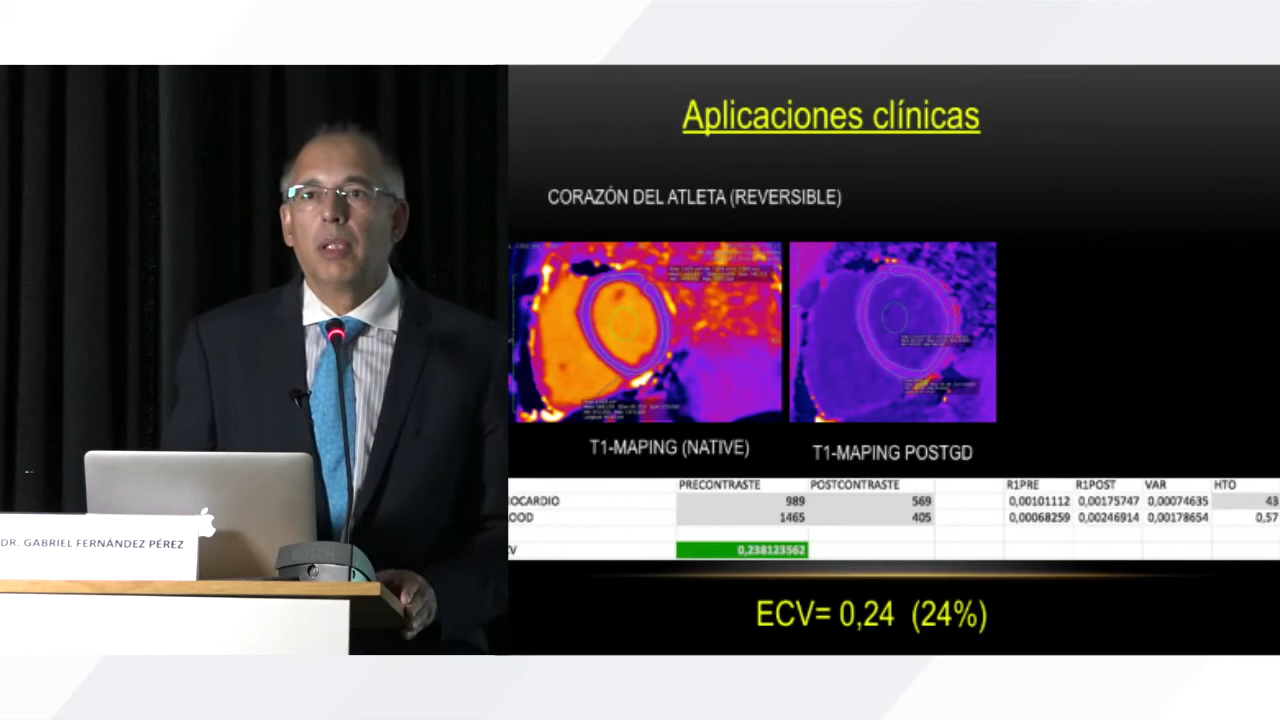 Aplicaciones clínicas
CORAZÓN DEL ATLETA (REVERSIBLE)
T1-MAPING (NATIVE)
T1-MAPING POSTGD
PRECONTRASTE POSTCONTRASTE R1PRE R1POST VAR HTO
IOCARDIO 989 569 0,00101112 0,00175747 0,00074635 43
OOD 1465 405 0,00068259 0,00246914 0,00178654 0,57
V 0,238123562
ECV= 0,24 (24%)
DR. GABRIEL FERNÁNDEZ PÉREZ
BOSCH